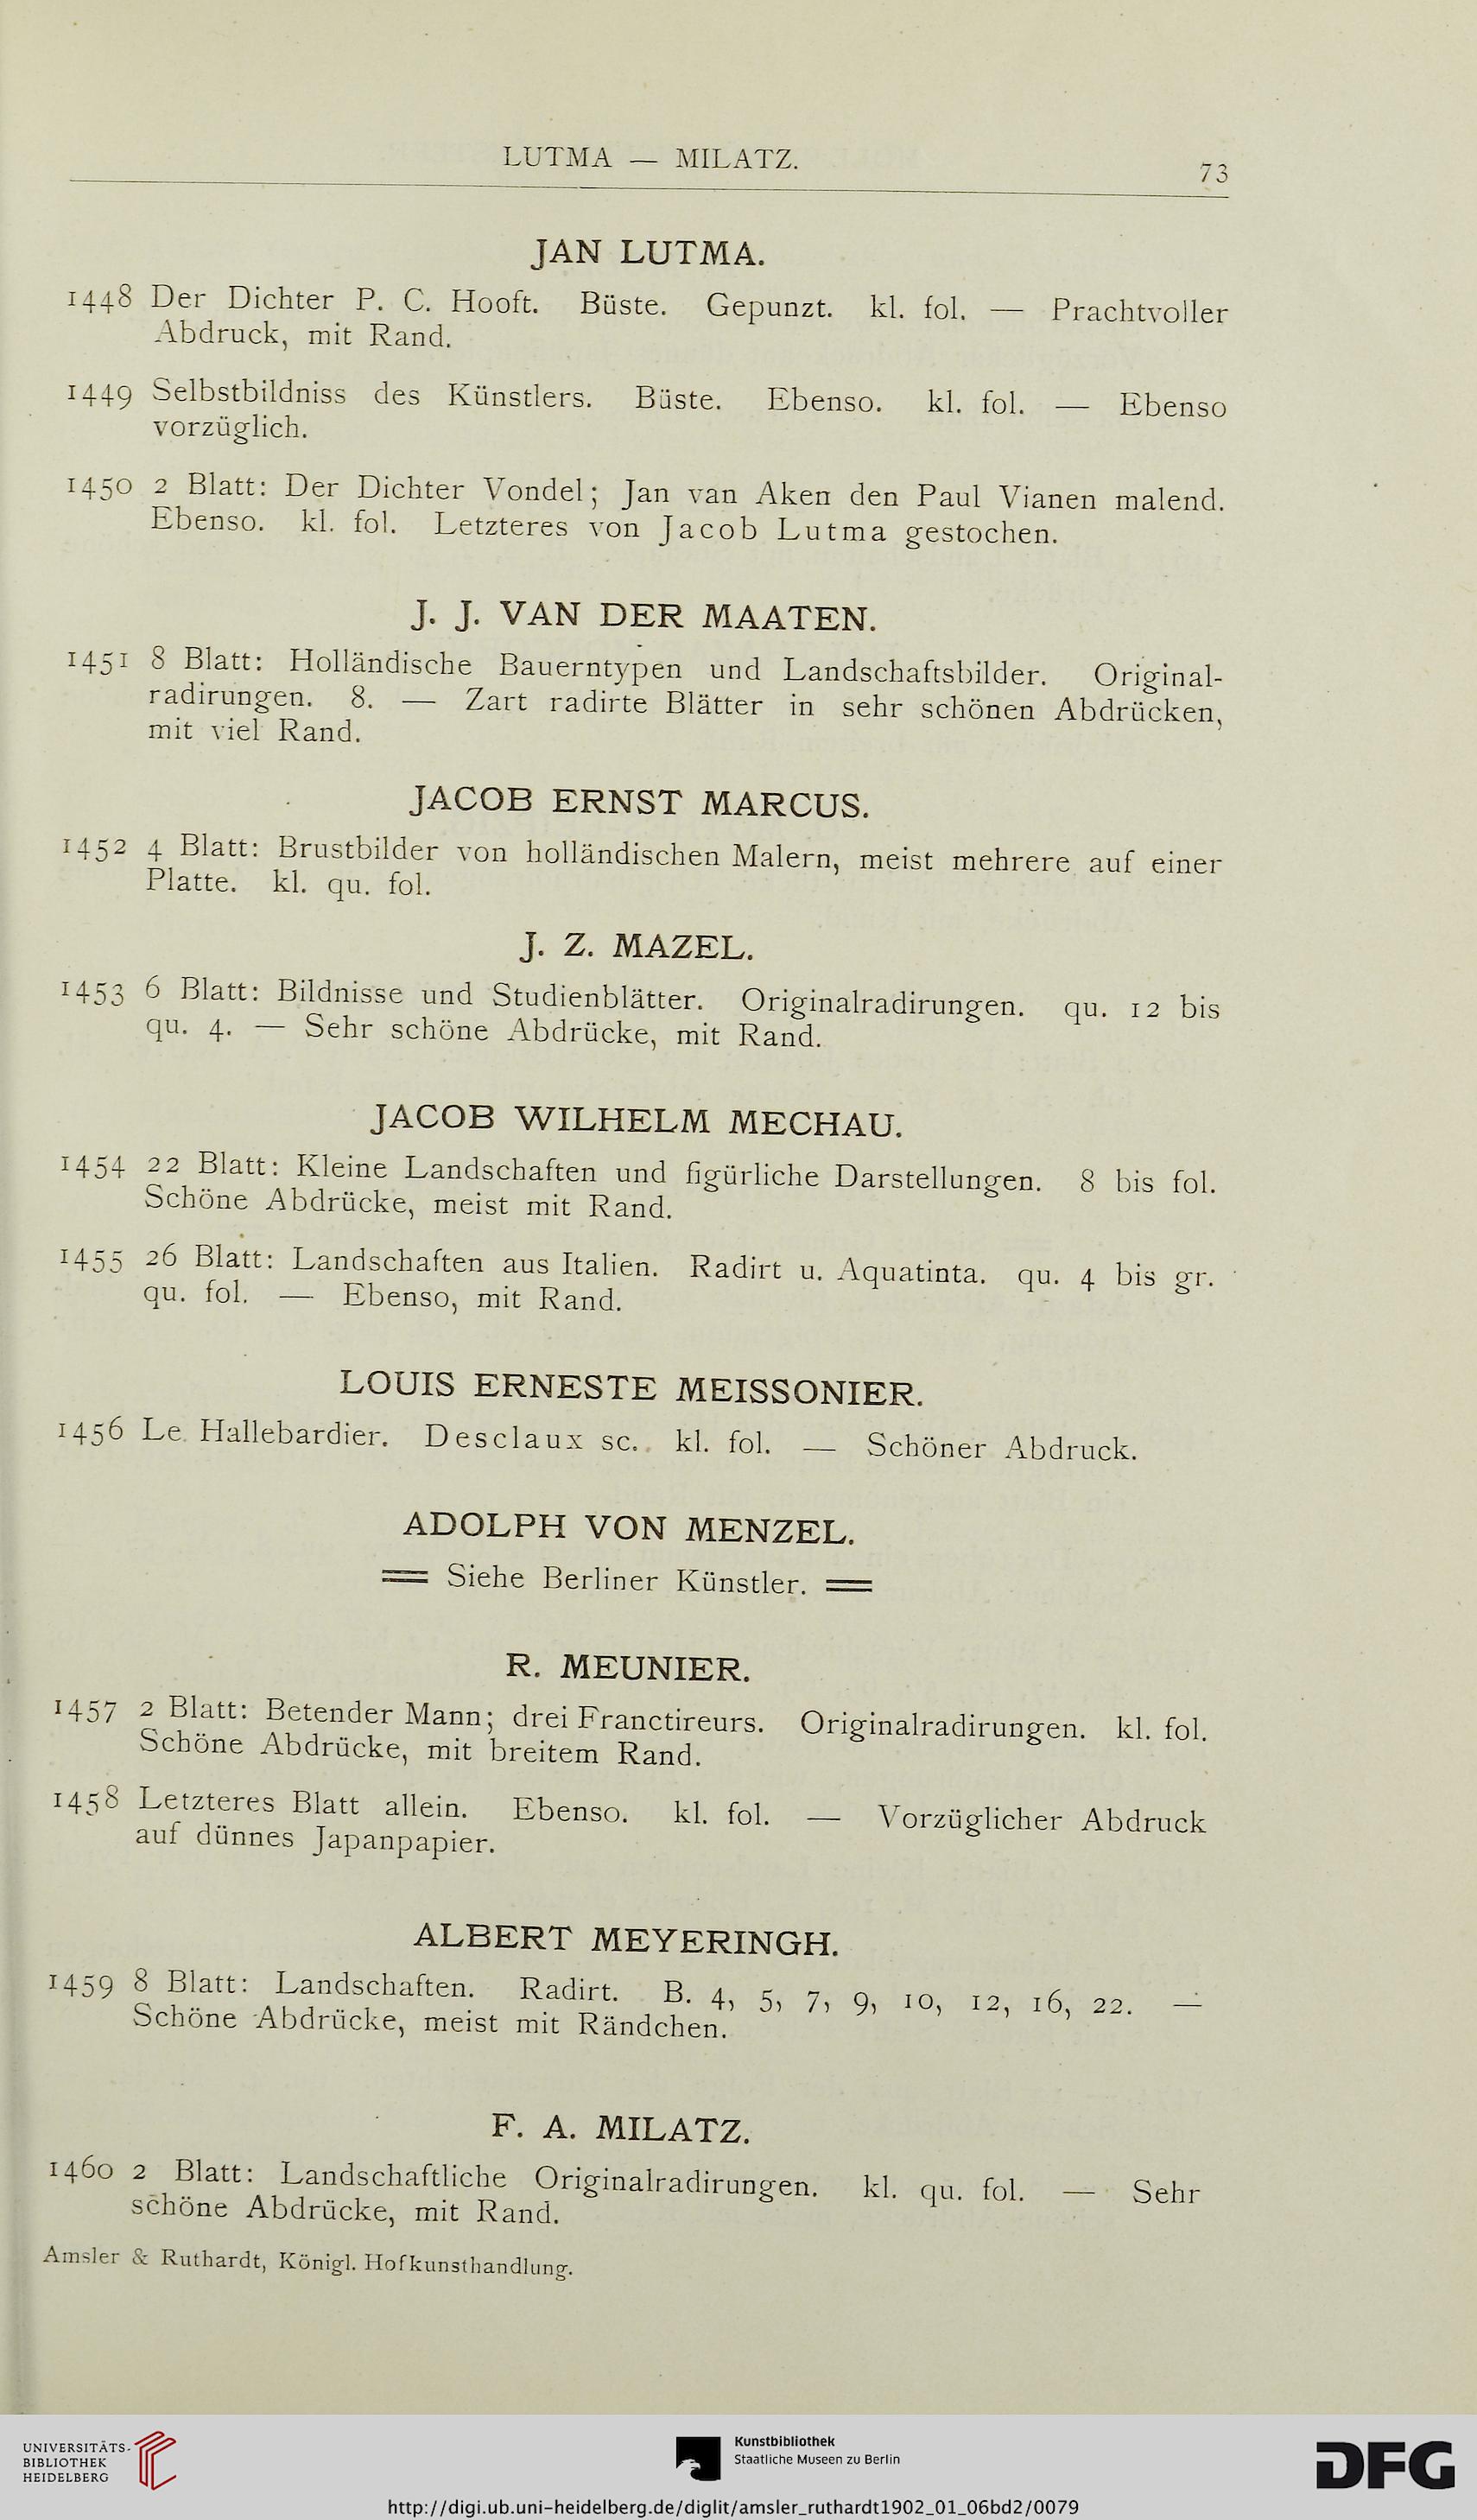 LUTMA — MILATZ.
73
JAN LUTMA.
1448 Der Dichter P. C. Hooft. Büste. Gepunzt. kl. fol. — Prachtvoller
Abdruck, mit Rand.
1449 Selbstbildniss des Künstlers. Büste. Ebenso. kl. fol. — Ebenso
vorzüglich.
1450 2 Blatt: Der Dichter Vondel; Jan van Aken den Paul Vianen malend.
Ebenso. kl. fol. Letzteres von Jacob Lutma gestochen.
J. J. VAN DER MAATEN.
1451 8 Blatt: Holländische Bauerntypen und Landschaftsbilder. Original-
radirungen. 8. — Zart radirte Blätter in sehr schönen Abdrücken,
mit viel Rand.
JACOB ERNST MARCUS.
1452 4 Blatt: Brustbilder von holländischen Malern, meist mehrere auf einer
Platte. kl. qu. fol.
J. Z. MAZEL.
1453 6 Blatt: Bildnisse und Studienblätter. Originalradirungen. qu. 12 bis
qu. 4. — Sehr schöne Abdrücke, mit Rand.
JACOB WILHELM MECHAU.
1454 22 Blatt: Kleine Landschaften und figürliche Darstellungen. 8 bis fol.
Schöne Abdrücke, meist mit Rand.
1455 26 Blatt: Landschaften aus Italien. Radirt u. Aquatinta. qu. 4 bis gr.
qu. fol. — Ebenso, mit Rand.
LOUIS ERNESTE MEISSONIER.
1456 Le Hallebardier. Desclaux sc. kl. fol. — Schöner Abdruck.
ADOLPH VON MENZEL.
= Siehe Berliner Künstler. =
R. MEUNIER.
1457 2 Blatt: Betender Mann; drei Franctireurs. Originalradirungen. kl. fol.
Schöne Abdrücke, mit breitem Rand.
1458 Letzteres Blatt allein. Ebenso. kl. fol. — Vorzüglicher Abdruck
auf dünnes Japanpapier.
ALBERT MEYERINGH.
1459 8 Blatt: Landschaften. Radirt. B. 4, 5, 7, 9, 10, 12, 16, 22. —
Schöne Abdrücke, meist mit Rändchen.
F. A. MILATZ.
1460 2 Blatt: Landschaftliche Originalradirungen. kl. qu. fol. — Sehr
schöne Abdrücke, mit Rand.
Amsler & Ruthardt, Königl. Hofkunsthandlung.
UNIVERSITÄTS-
BIBLIOTHEK
HEIDELBERG
Kunstbibliothek
Staatliche Museen zu Berlin
DFG
http://digi.ub.uni-heidelberg.de/diglit/amsler_ruthardt1902_01_06bd2/0079